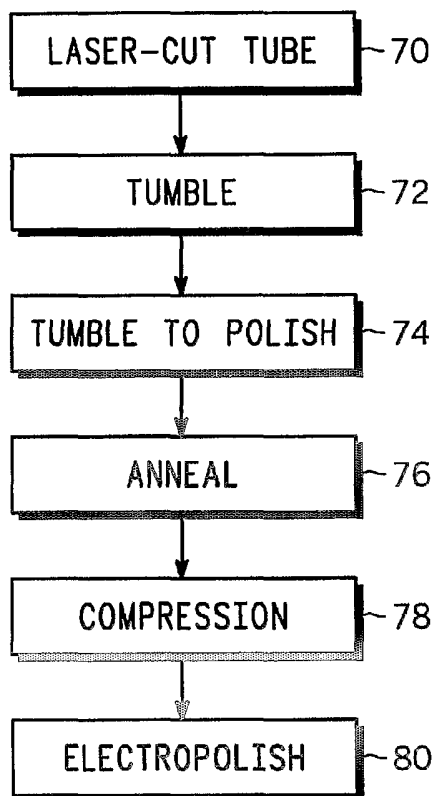 LASER-CUT TUBE 70
TUMBLE 72
TUMBLE TO POLISH 74
ANNEAL 76
COMPRESSION 78
ELECTROPOLISH 80